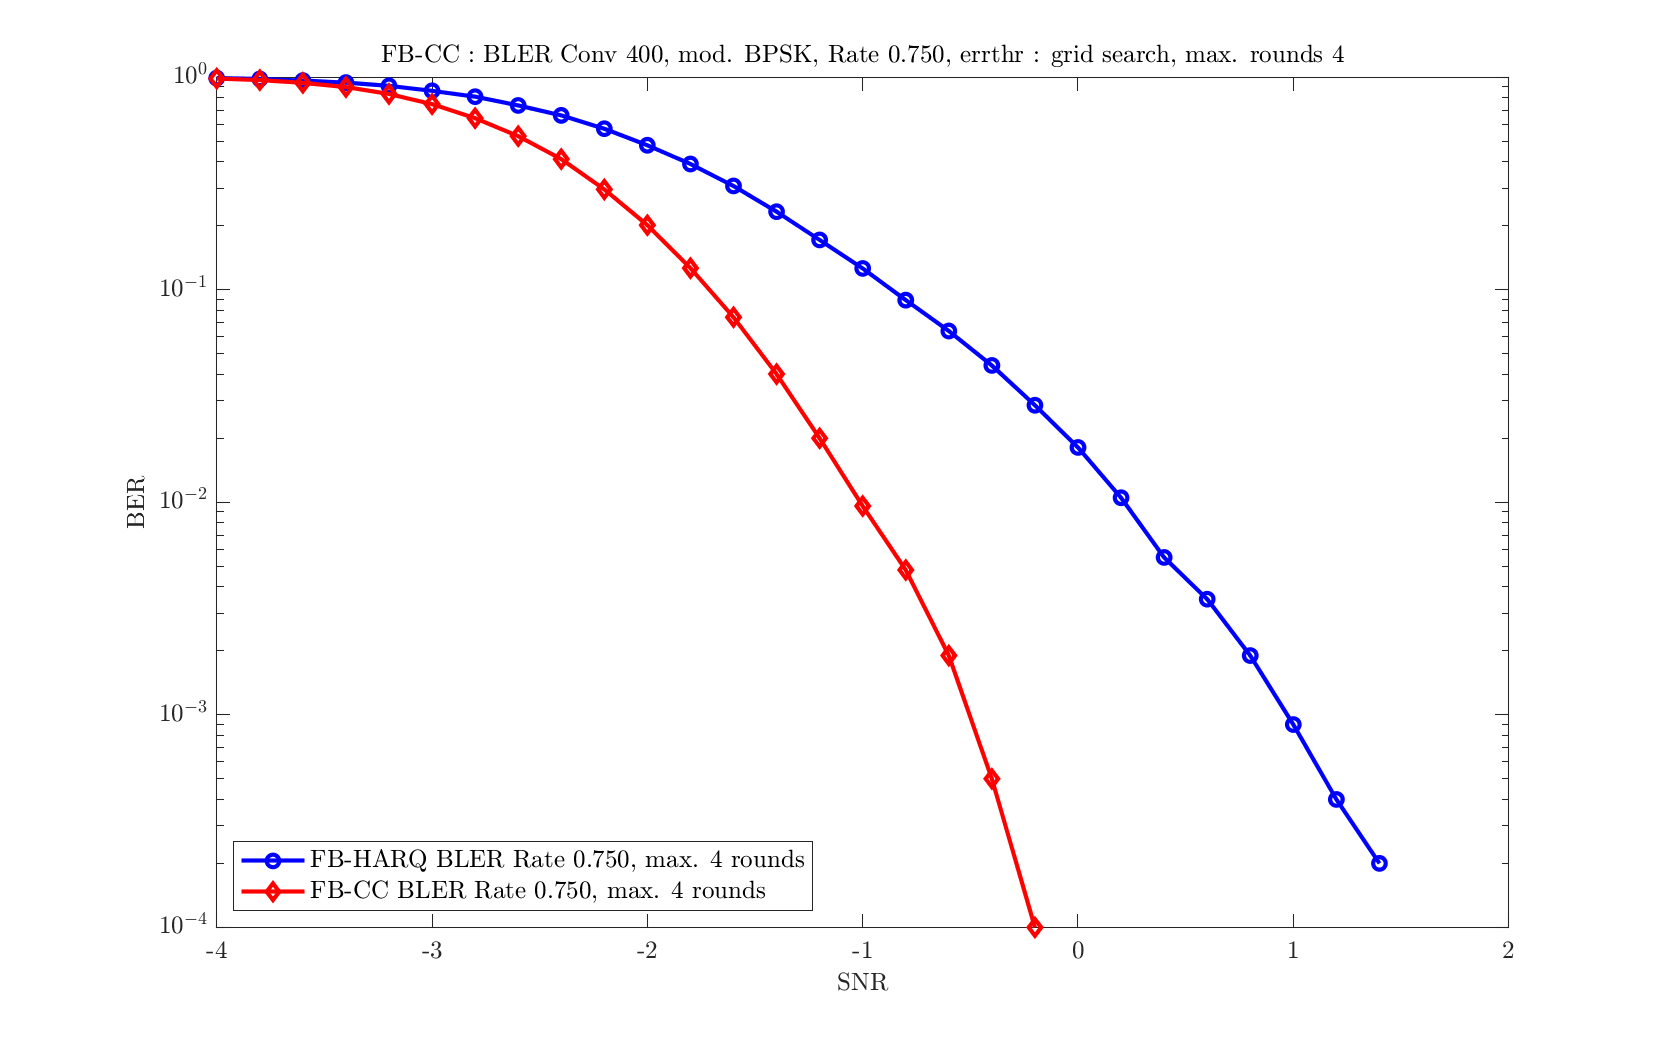 FB-CC : BLER Conv 400, mod. BPSK, Rate 0.750, errthr : grid search, max. rounds 4
10^0
10^-1
10^-2
10^-3
10^-4
BER
FB-HARQ BLER Rate 0.750, max. 4 rounds
FB-CC BLER Rate 0.750, max. 4 rounds
-4 -3 -2 -1 0 1 2
SNR